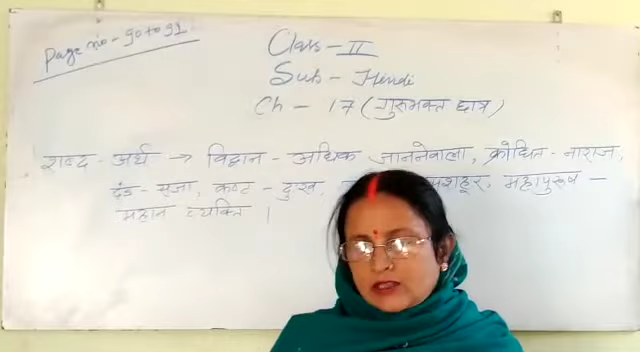 Page no - 90 to 91
Class - II
Sub - Hindi
Ch - 17 (गुरुभक्त छात्र)
शब्द - अर्थ → विद्वान - अधिक जाननेवाला, क्रोधित - नाराज,
दंड - सजा, कष्ट - दुख, मशहूर, महापुरुष -
महान व्यक्ति ।